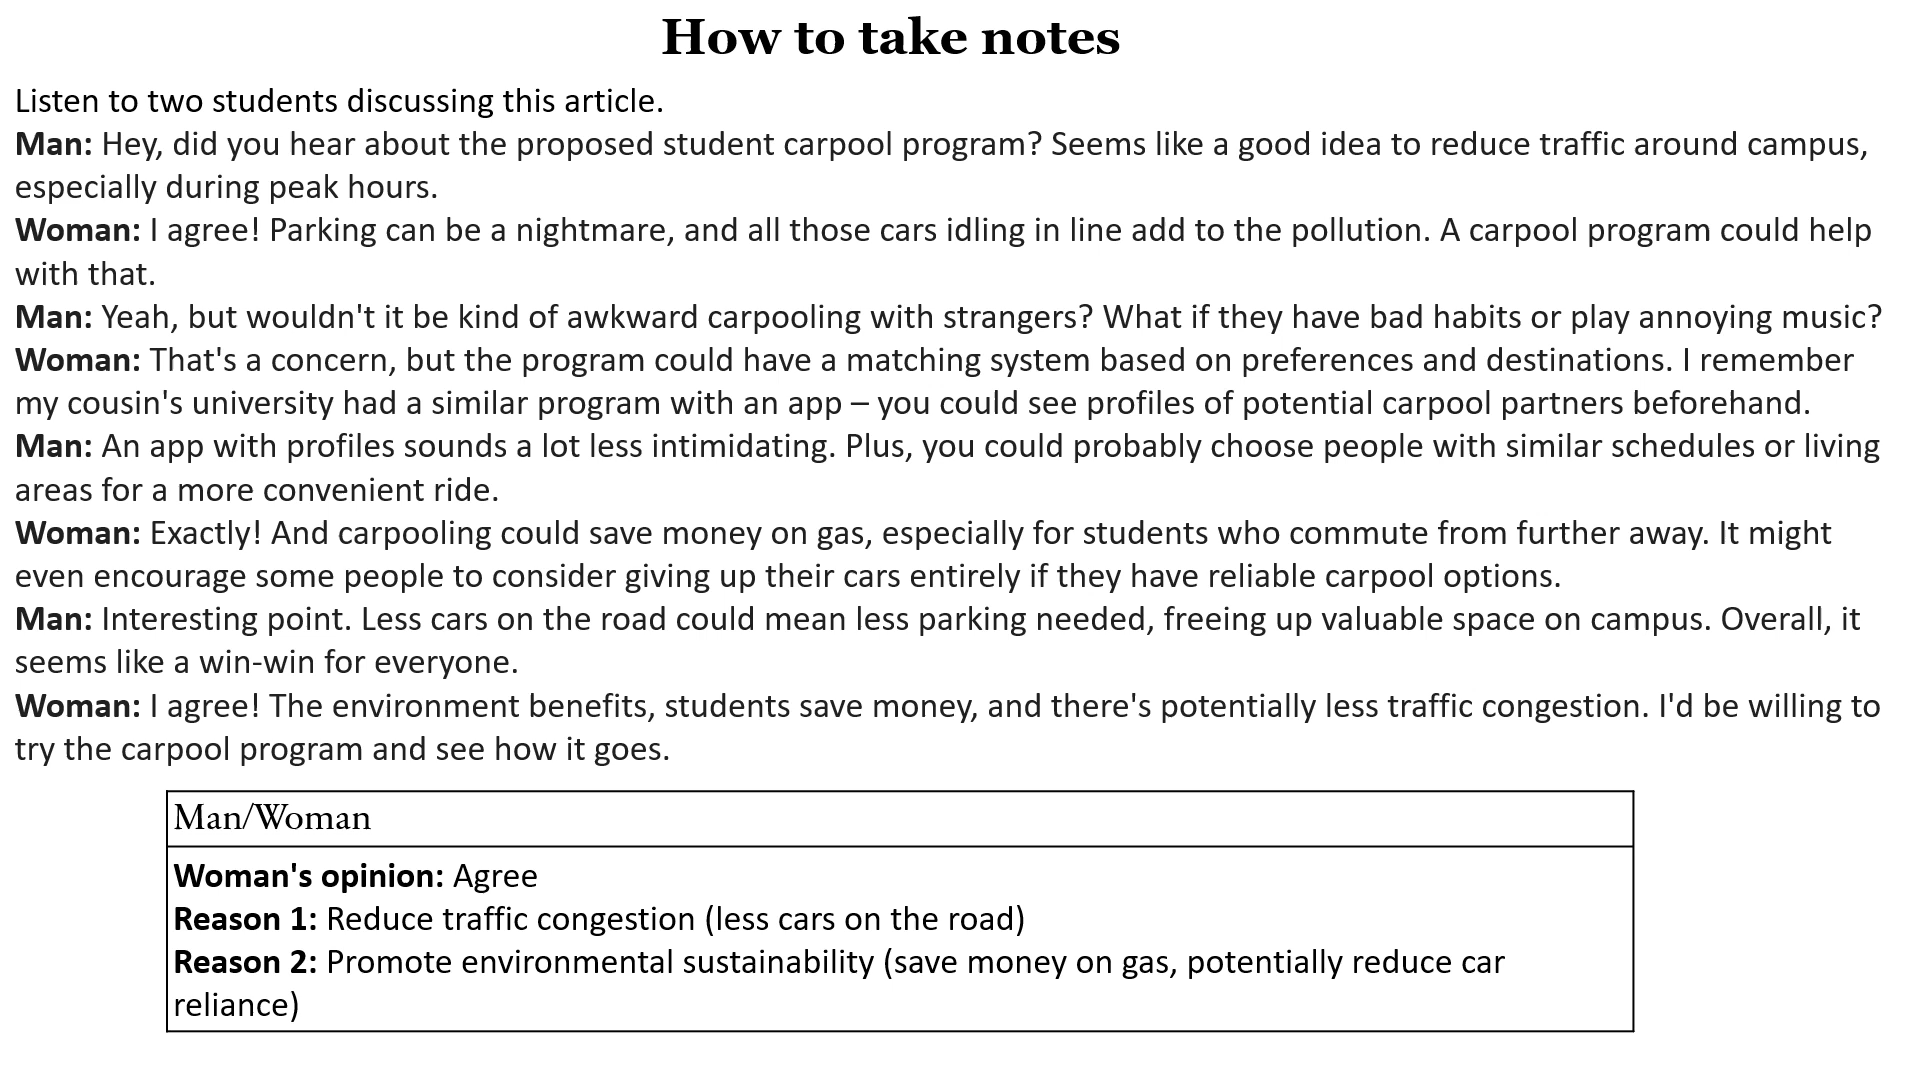 How to take notes
Listen to two students discussing this article.
Man: Hey, did you hear about the proposed student carpool program? Seems like a good idea to reduce traffic around campus,
especially during peak hours.
Woman: I agree! Parking can be a nightmare, and all those cars idling in line add to the pollution. A carpool program could help
with that.
Man: Yeah, but wouldn't it be kind of awkward carpooling with strangers? What if they have bad habits or play annoying music?
Woman: That's a concern, but the program could have a matching system based on preferences and destinations. I remember
my cousin's university had a similar program with an app – you could see profiles of potential carpool partners beforehand.
Man: An app with profiles sounds a lot less intimidating. Plus, you could probably choose people with similar schedules or living
areas for a more convenient ride.
Woman: Exactly! And carpooling could save money on gas, especially for students who commute from further away. It might
even encourage some people to consider giving up their cars entirely if they have reliable carpool options.
Man: Interesting point. Less cars on the road could mean less parking needed, freeing up valuable space on campus. Overall, it
seems like a win-win for everyone.
Woman: I agree! The environment benefits, students save money, and there's potentially less traffic congestion. I'd be willing to
try the carpool program and see how it goes.
Man/Woman
Woman's opinion: Agree
Reason 1: Reduce traffic congestion (less cars on the road)
Reason 2: Promote environmental sustainability (save money on gas, potentially reduce car
reliance)